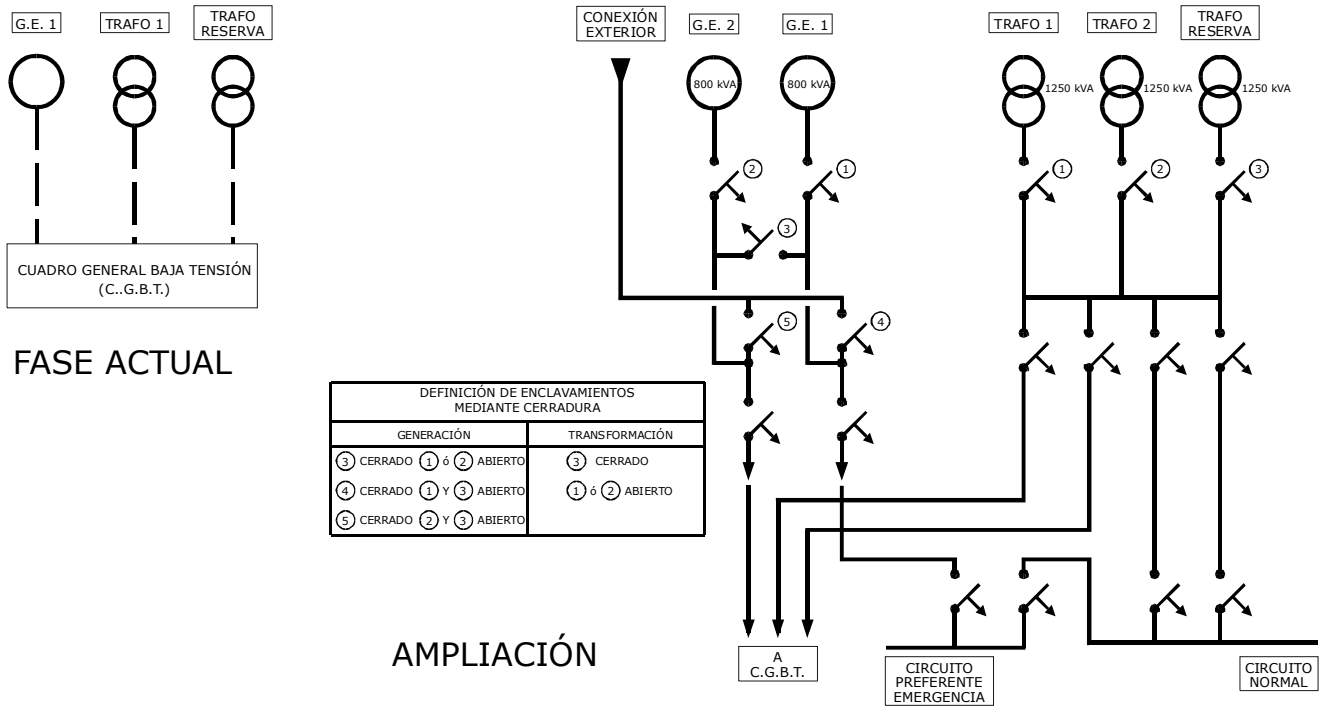 G.E. 1
TRAFO 1
TRAFO
RESERVA
CUADRO GENERAL BAJA TENSIÓN
(C..G.B.T.)
FASE ACTUAL
CONEXIÓN
EXTERIOR
G.E. 2
G.E. 1
TRAFO 1
TRAFO 2
TRAFO
RESERVA
800 kVA
800 kVA
1250 kVA
1250 kVA
1250 kVA
2
1
1
2
3
3
5
4
DEFINICIÓN DE ENCLAVAMIENTOS
MEDIANTE CERRADURA
GENERACIÓN
TRANSFORMACIÓN
3 CERRADO 1 ó 2 ABIERTO
3 CERRADO
4 CERRADO 1 Y 3 ABIERTO
1 ó 2 ABIERTO
5 CERRADO 2 Y 3 ABIERTO
AMPLIACIÓN
A
C.G.B.T.
CIRCUITO
PREFERENTE
EMERGENCIA
CIRCUITO
NORMAL